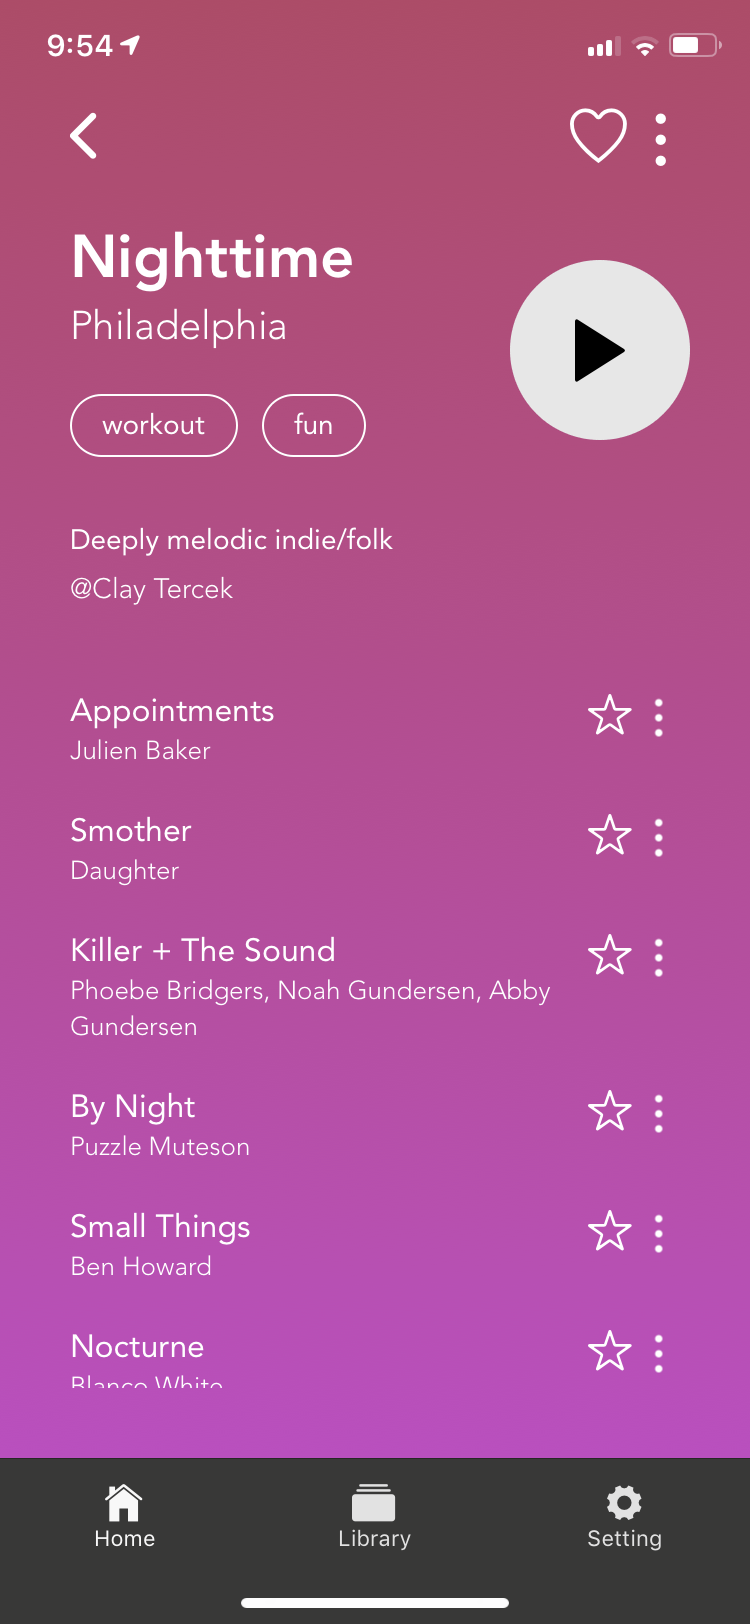 9:54
Nighttime
Philadelphia
workout
fun
Deeply melodic indie/folk
@Clay Tercek
Appointments
Julien Baker
Smother
Daughter
Killer + The Sound
Phoebe Bridgers, Noah Gundersen, Abby
Gundersen
By Night
Puzzle Muteson
Small Things
Ben Howard
Nocturne
Blanco White
Home
Library
Setting